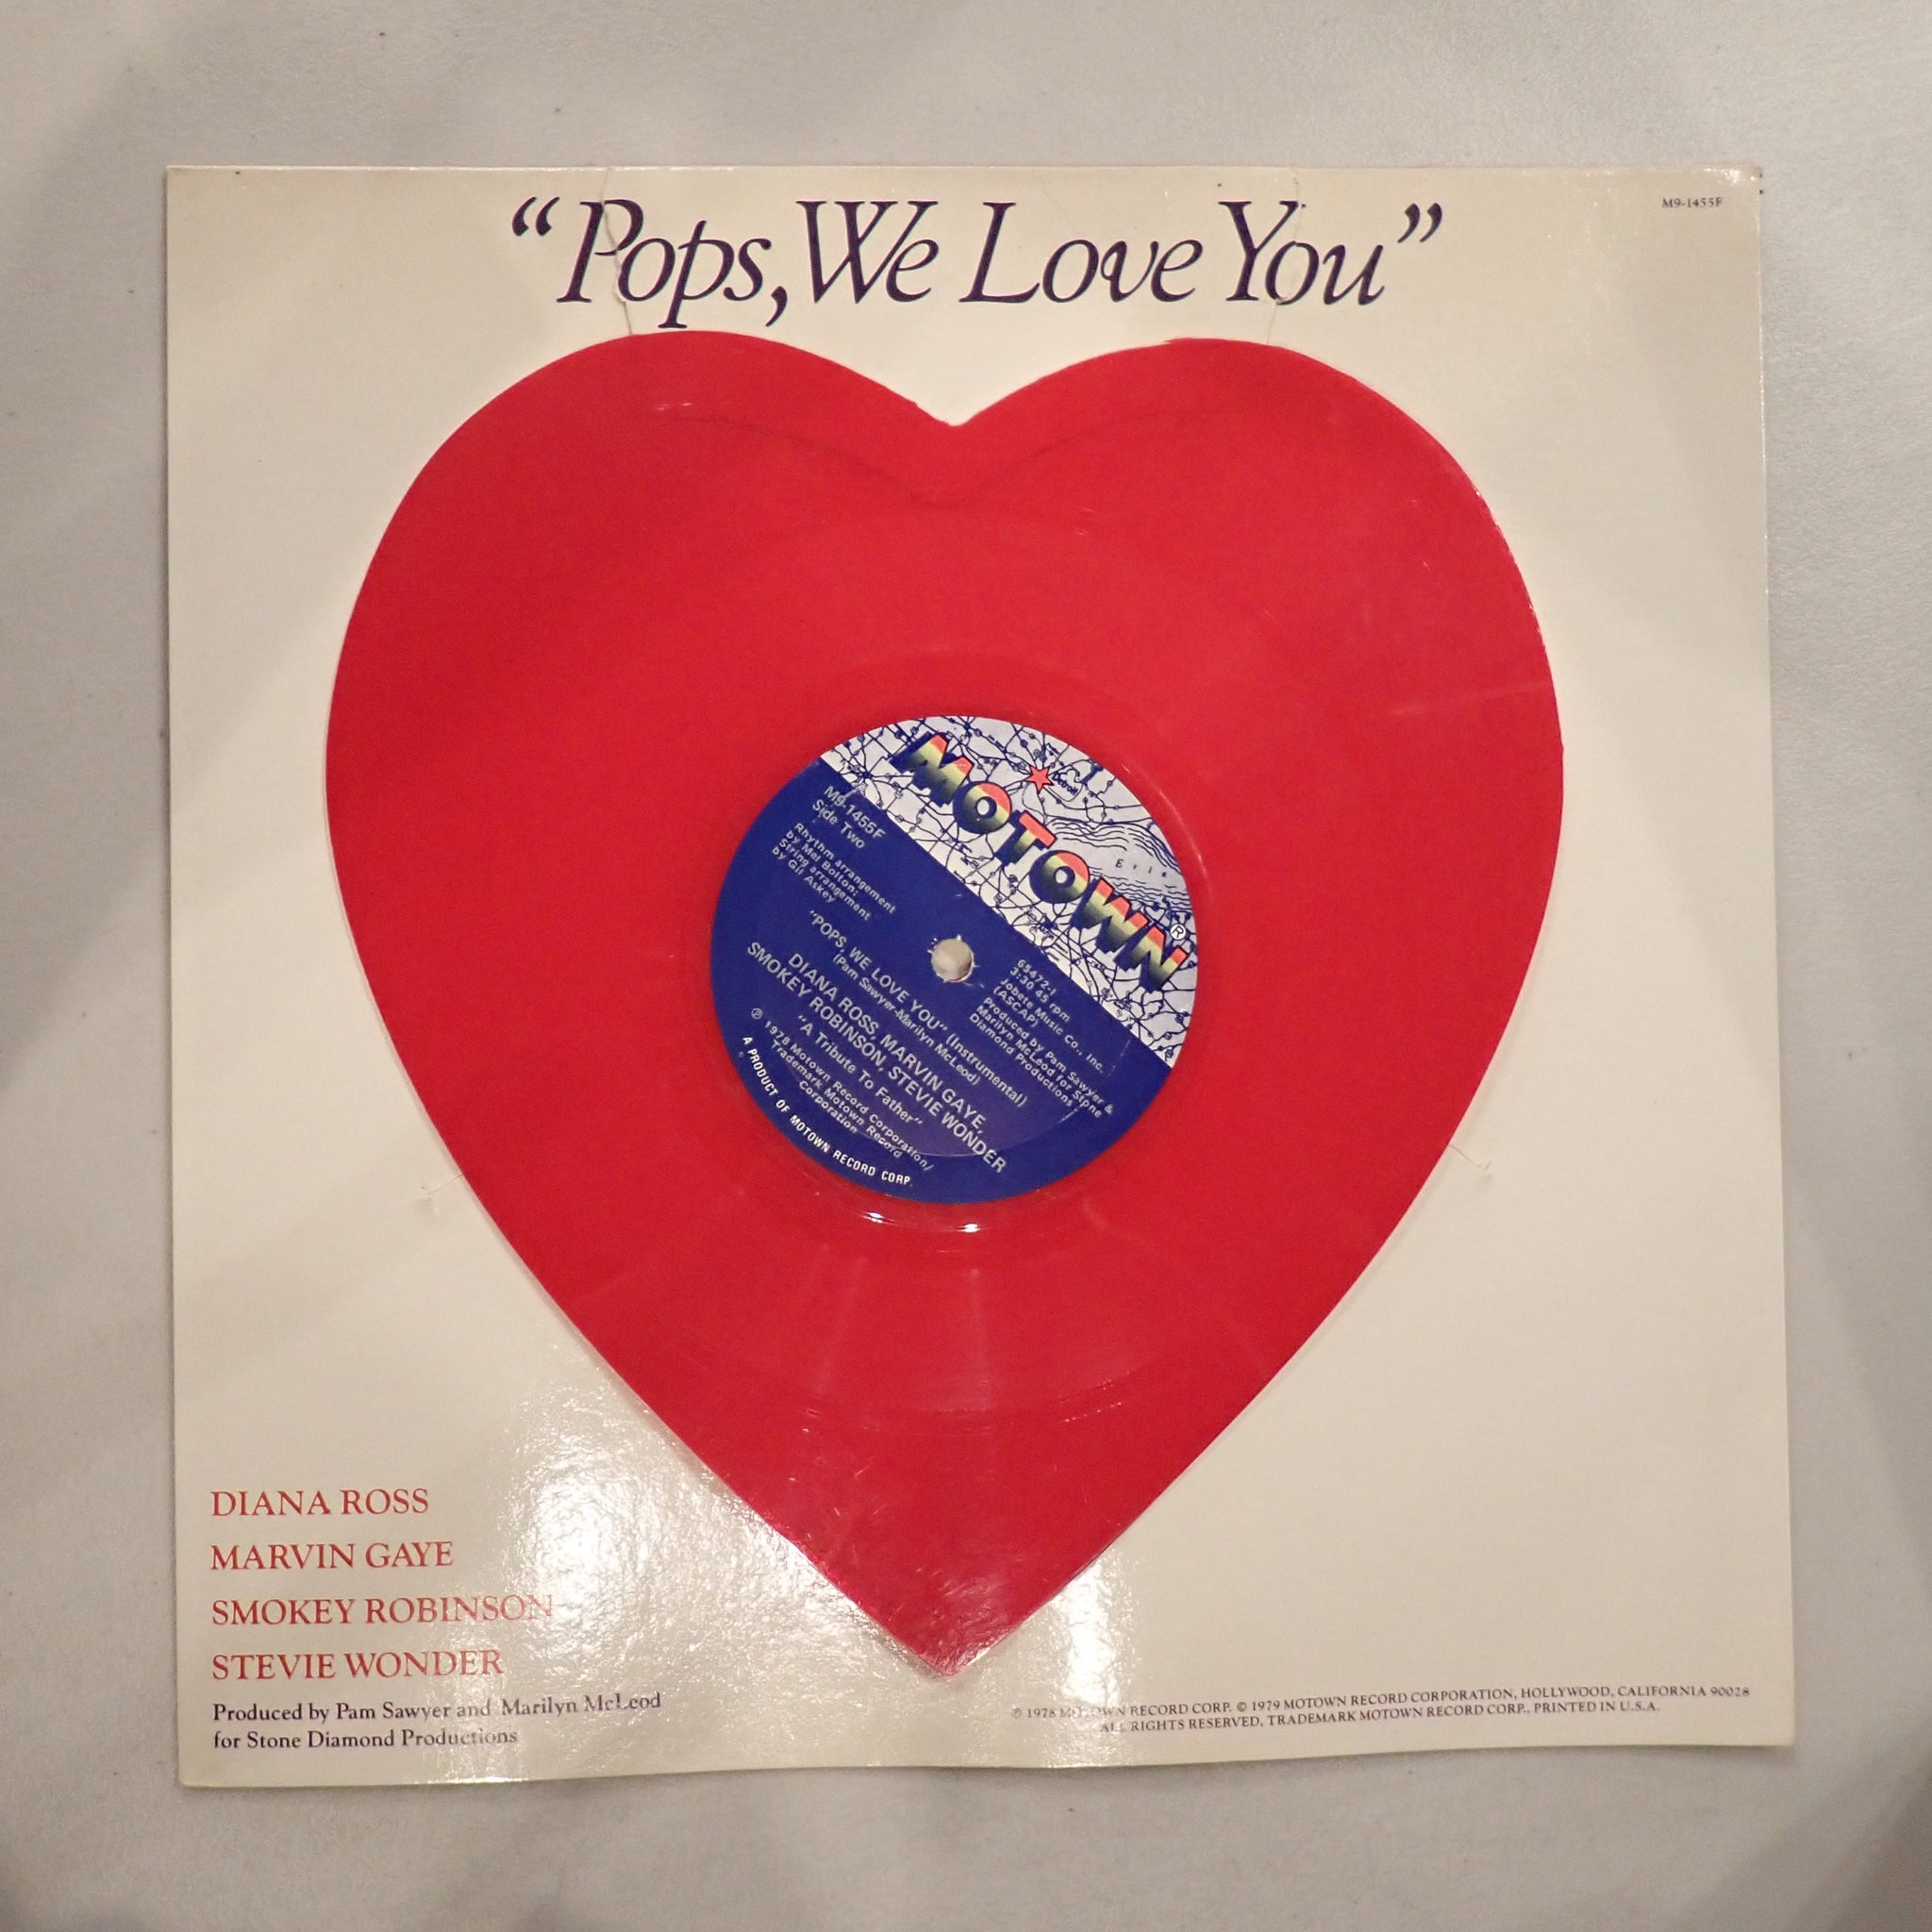 M9-1455F
“Pops, We Love You”
MOTOWN®
Detroit
Erie
M9-1455F
Side Two
Rhythm arrangement
by Mel Bolton;
String arrangement
by Gil Askey
65472-1
3:30 45 rpm
Jobete Music Co., Inc.
(ASCAP)
Produced by Pam Sawyer &
Marilyn McLeod for Stone
Diamond Productions
"POPS, WE LOVE YOU" (Instrumental)
(Pam Sawyer-Marilyn McLeod)
DIANA ROSS, MARVIN GAYE,
SMOKEY ROBINSON, STEVIE WONDER
"A Tribute To Father"
℗ 1978 Motown Record Corporation/
Trademark Motown Record
Corporation
A PRODUCT OF MOTOWN RECORD CORP.
DIANA ROSS
MARVIN GAYE
SMOKEY ROBINSON
STEVIE WONDER
Produced by Pam Sawyer and Marilyn McLeod
for Stone Diamond Productions
℗ 1978 MOTOWN RECORD CORP. © 1979 MOTOWN RECORD CORPORATION, HOLLYWOOD, CALIFORNIA 90028
ALL RIGHTS RESERVED, TRADEMARK MOTOWN RECORD CORP., PRINTED IN U.S.A.